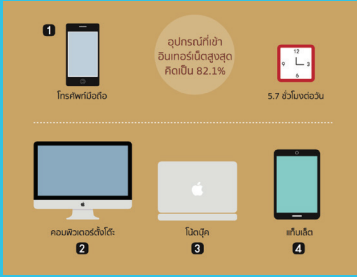 1
อุปกรณ์ที่เข้า
อินเทอร์เน็ตสูงสุด
คิดเป็น 82.1%
12
9
3
6
โทรศัพท์มือถือ
5.7 ชั่วโมงต่อวัน
คอมพิวเตอร์ตั้งโต๊ะ
โน้ตบุ๊ค
แท็บเล็ต
2
3
4